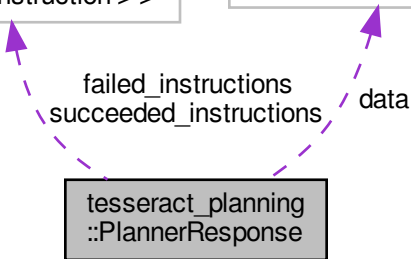 nstruction > >
failed_instructions
succeeded_instructions
data
tesseract_planning
::PlannerResponse